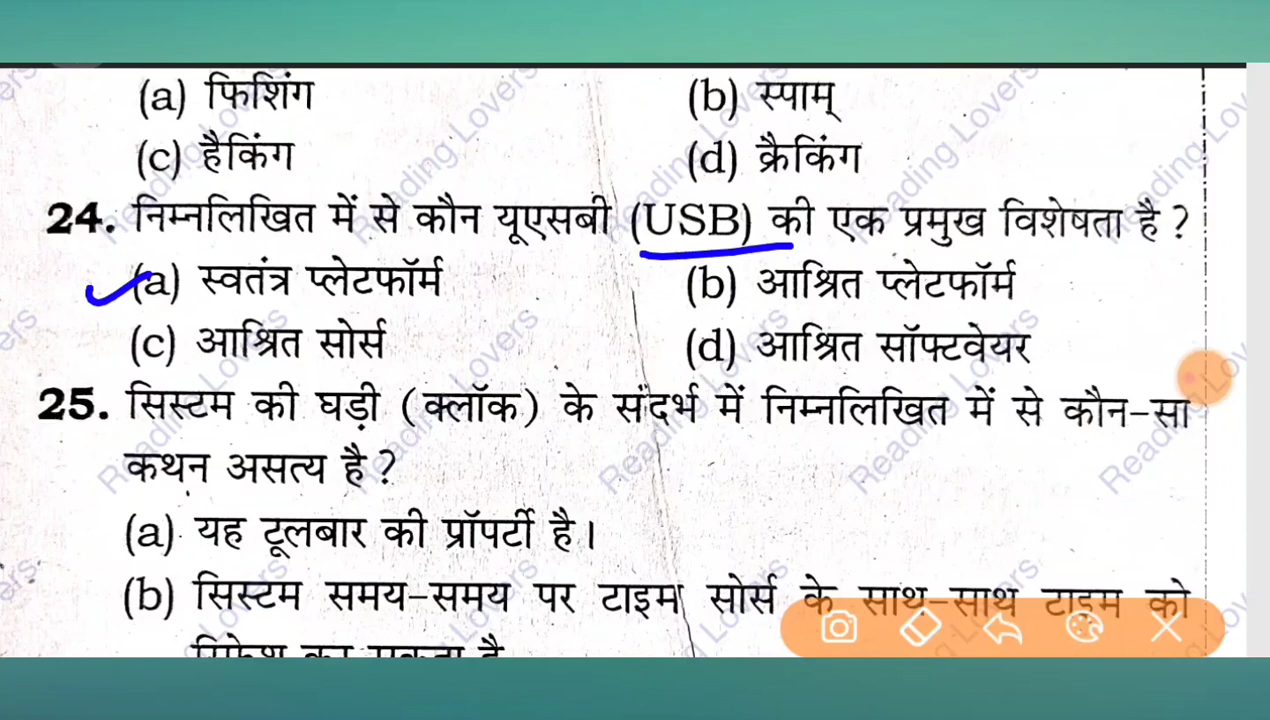 (a) फिशिंग (b) स्पाम्
(c) हैकिंग (d) क्रैकिंग
24. निम्नलिखित में से कौन यूएसबी (USB) की एक प्रमुख विशेषता है ?
(a) स्वतंत्र प्लेटफॉर्म (b) आश्रित प्लेटफॉर्म
(c) आश्रित सोर्स (d) आश्रित सॉफ्टवेयर
25. सिस्टम की घड़ी (क्लॉक) के संदर्भ में निम्नलिखित में से कौन-सा
कथन असत्य है ?
(a) यह टूलबार की प्रॉपर्टी है।
(b) सिस्टम समय-समय पर टाइम सोर्स के साथ-साथ टाइम को